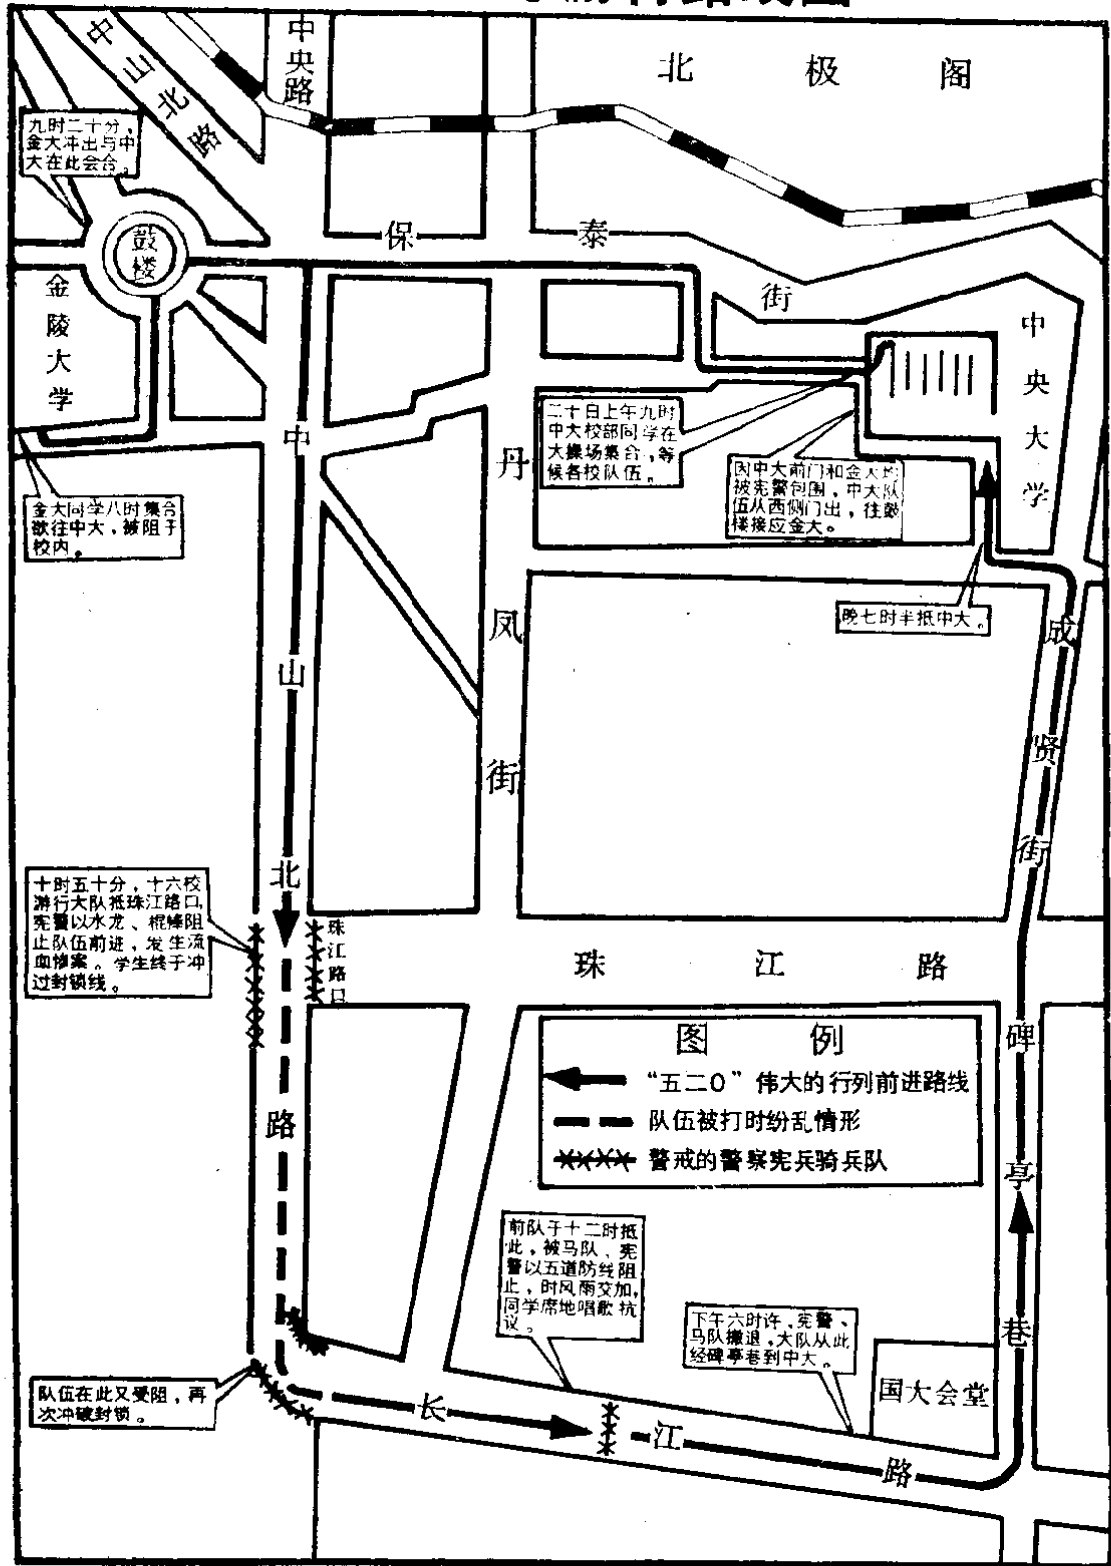 中央路
中山北路
北极阁
九时二十分，
金大冲出与中
大在此会合。
鼓楼
保泰街
金陵大学
中央大学
二十日上午九时
中大校部同学在
大操场集合，等
候各校队伍。
因中大前门和金大均
被宪警包围，中大队
伍从西侧门出，往鼓
楼接应金大。
金大同学八时集合
欲往中大，被阻于
校内。
晚七时半抵中大。
中山北路
丹凤街
成贤街
十时五十分，十六校
游行大队抵珠江路口，
宪警以水龙、棍棒阻
止队伍前进，发生流
血惨案。学生终于冲
过封锁线。
珠江路口
珠江路
图例
“五二0”伟大的行列前进路线
队伍被打时纷乱情形
警戒的警察宪兵骑兵队
碑亭巷
前队于十二时抵
此，被马队、宪
警以五道防线阻
止，时风雨交加，
同学席地唱歌抗
议。
下午六时许，宪警、
马队撤退，大队从此
经碑亭巷到中大。
国大会堂
队伍在此又受阻，再
次冲破封锁。
长江路